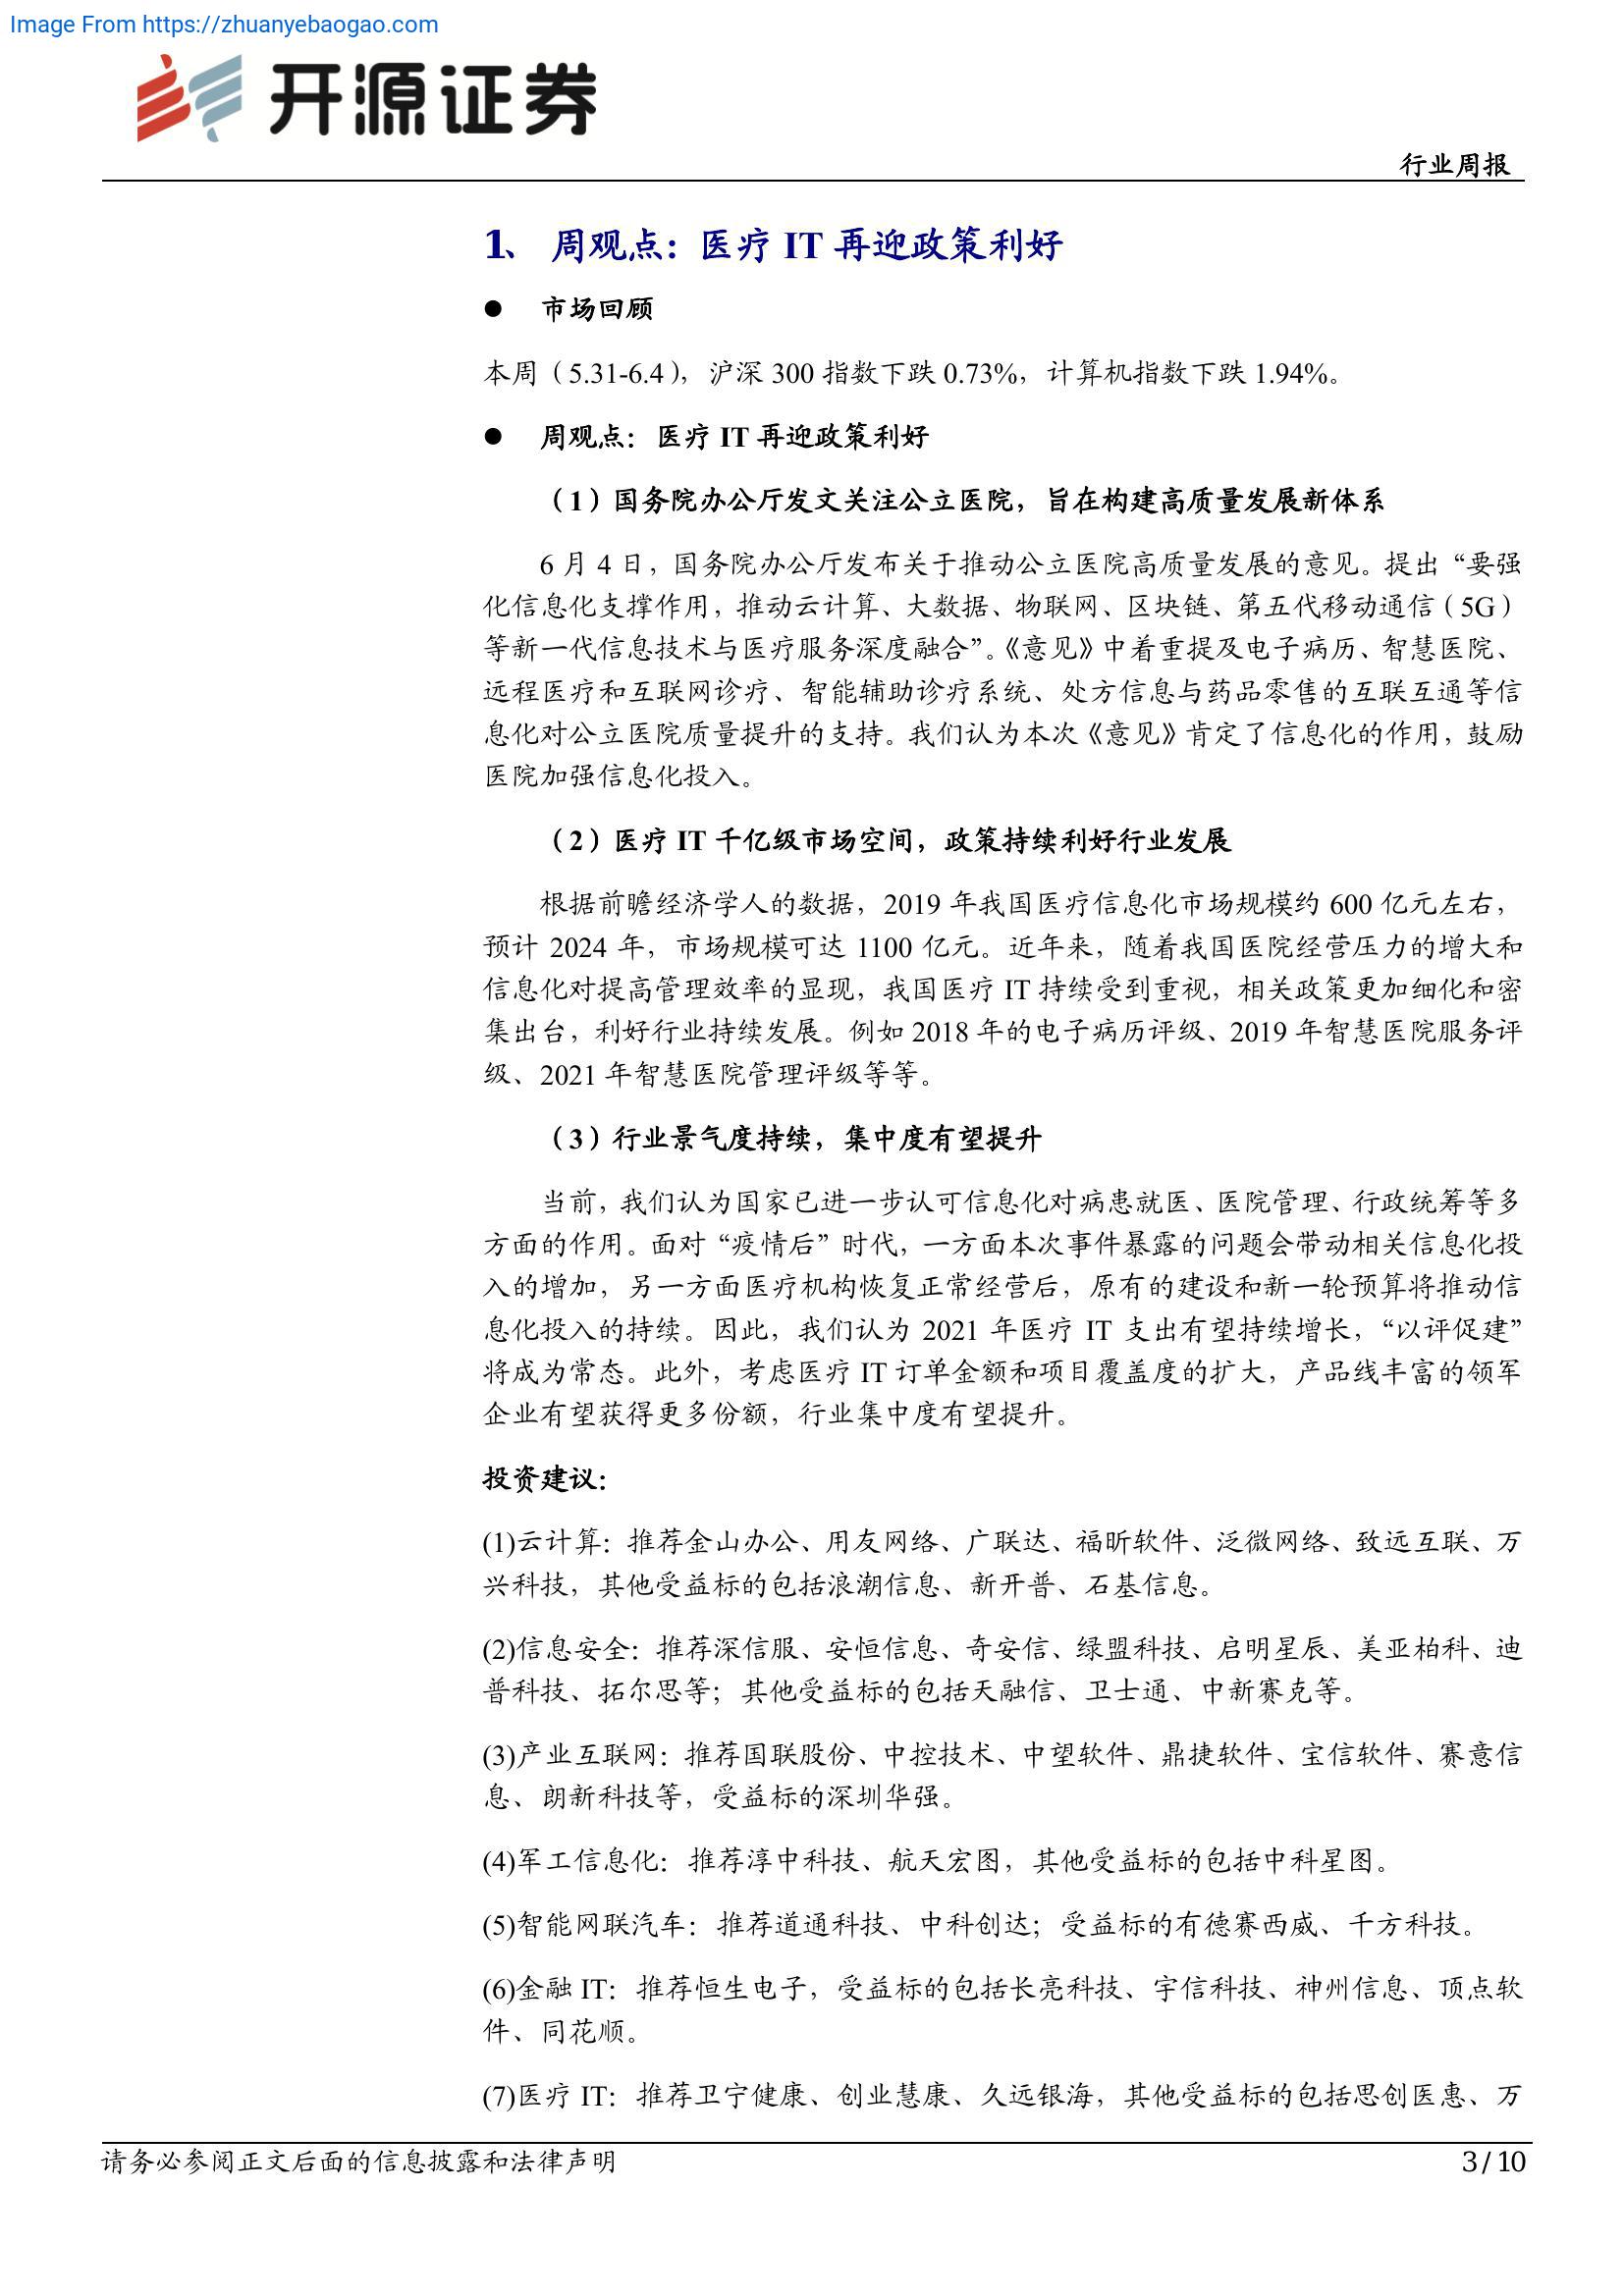 Image From https://zhuanyebaogao.com
开源证券
行业周报
1、 周观点：医疗 IT 再迎政策利好
● 市场回顾
本周（5.31-6.4），沪深 300 指数下跌 0.73%，计算机指数下跌 1.94%。
● 周观点：医疗 IT 再迎政策利好
（1）国务院办公厅发文关注公立医院，旨在构建高质量发展新体系
6 月 4 日，国务院办公厅发布关于推动公立医院高质量发展的意见。提出“要强
化信息化支撑作用，推动云计算、大数据、物联网、区块链、第五代移动通信（5G）
等新一代信息技术与医疗服务深度融合”。《意见》中着重提及电子病历、智慧医院、
远程医疗和互联网诊疗、智能辅助诊疗系统、处方信息与药品零售的互联互通等信
息化对公立医院质量提升的支持。我们认为本次《意见》肯定了信息化的作用，鼓励
医院加强信息化投入。
（2）医疗 IT 千亿级市场空间，政策持续利好行业发展
根据前瞻经济学人的数据，2019 年我国医疗信息化市场规模约 600 亿元左右，
预计 2024 年，市场规模可达 1100 亿元。近年来，随着我国医院经营压力的增大和
信息化对提高管理效率的显现，我国医疗 IT 持续受到重视，相关政策更加细化和密
集出台，利好行业持续发展。例如 2018 年的电子病历评级、2019 年智慧医院服务评
级、2021 年智慧医院管理评级等等。
（3）行业景气度持续，集中度有望提升
当前，我们认为国家已进一步认可信息化对病患就医、医院管理、行政统筹等多
方面的作用。面对“疫情后”时代，一方面本次事件暴露的问题会带动相关信息化投
入的增加，另一方面医疗机构恢复正常经营后，原有的建设和新一轮预算将推动信
息化投入的持续。因此，我们认为 2021 年医疗 IT 支出有望持续增长，“以评促建”
将成为常态。此外，考虑医疗 IT 订单金额和项目覆盖度的扩大，产品线丰富的领军
企业有望获得更多份额，行业集中度有望提升。
投资建议：
(1)云计算：推荐金山办公、用友网络、广联达、福昕软件、泛微网络、致远互联、万
兴科技，其他受益标的包括浪潮信息、新开普、石基信息。
(2)信息安全：推荐深信服、安恒信息、奇安信、绿盟科技、启明星辰、美亚柏科、迪
普科技、拓尔思等；其他受益标的包括天融信、卫士通、中新赛克等。
(3)产业互联网：推荐国联股份、中控技术、中望软件、鼎捷软件、宝信软件、赛意信
息、朗新科技等，受益标的深圳华强。
(4)军工信息化：推荐淳中科技、航天宏图，其他受益标的包括中科星图。
(5)智能网联汽车：推荐道通科技、中科创达；受益标的有德赛西威、千方科技。
(6)金融 IT：推荐恒生电子，受益标的包括长亮科技、宇信科技、神州信息、顶点软
件、同花顺。
(7)医疗 IT：推荐卫宁健康、创业慧康、久远银海，其他受益标的包括思创医惠、万
请务必参阅正文后面的信息披露和法律声明
3 / 10